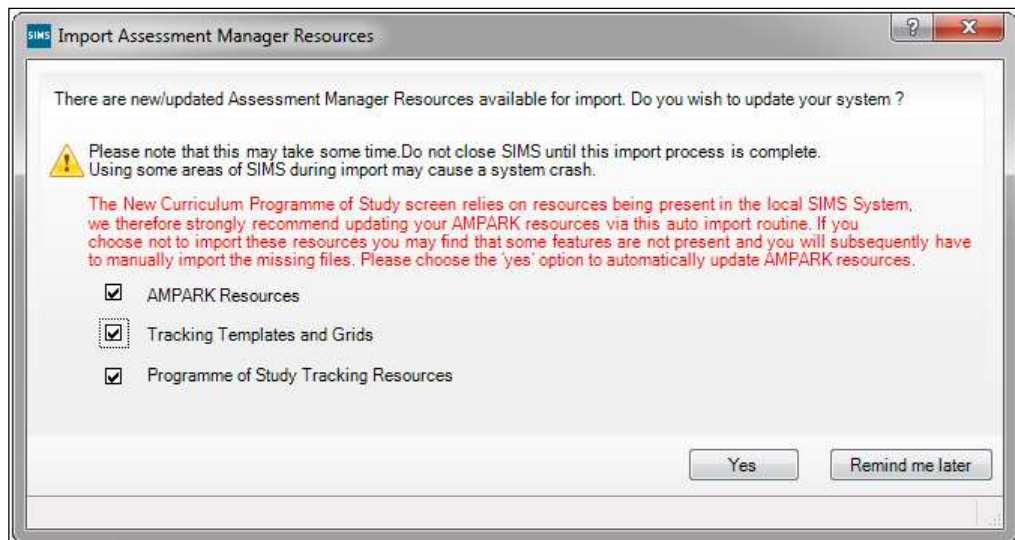 SIMS Import Assessment Manager Resources
? X
There are new/updated Assessment Manager Resources available for import. Do you wish to update your system ?
Please note that this may take some time.Do not close SIMS until this import process is complete.
Using some areas of SIMS during import may cause a system crash.
The New Curriculum Programme of Study screen relies on resources being present in the local SIMS System,
we therefore strongly recommend updating your AMPARK resources via this auto import routine. If you
choose not to import these resources you may find that some features are not present and you will subsequently have
to manually import the missing files. Please choose the 'yes' option to automatically update AMPARK resources.
AMPARK Resources
Tracking Templates and Grids
Programme of Study Tracking Resources
Yes Remind me later